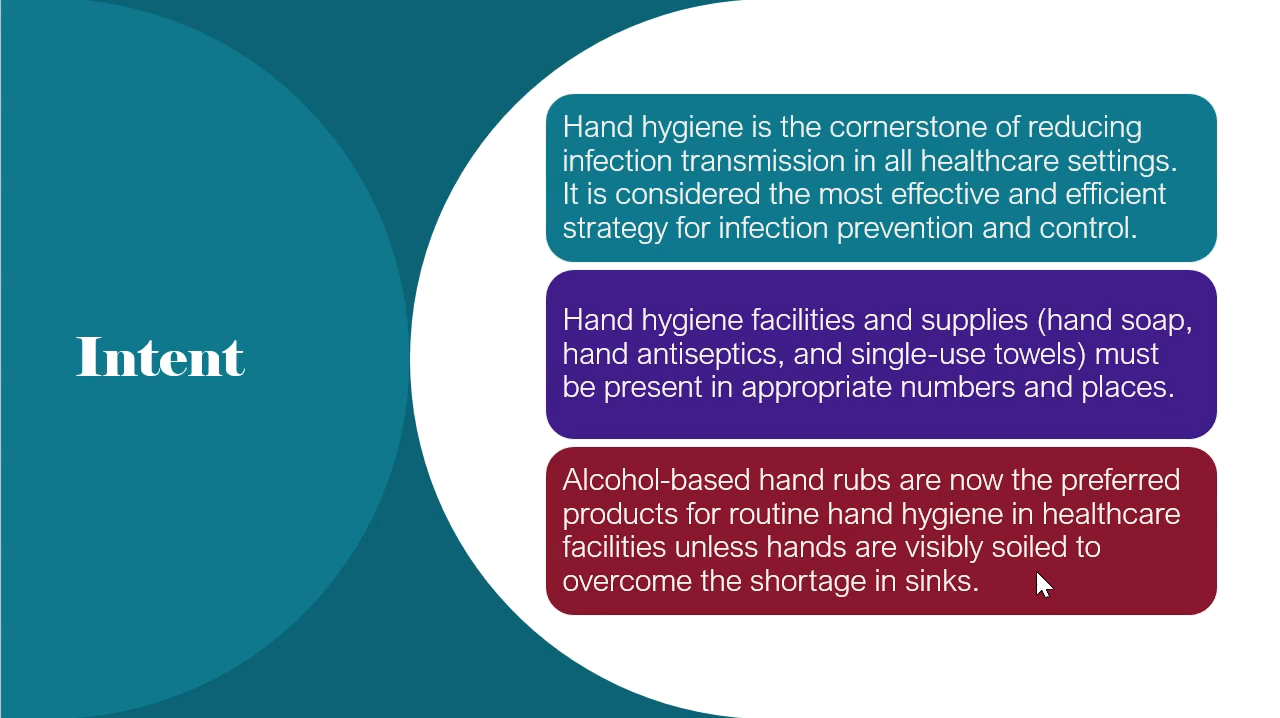 Intent
Hand hygiene is the cornerstone of reducing
infection transmission in all healthcare settings.
It is considered the most effective and efficient
strategy for infection prevention and control.
Hand hygiene facilities and supplies (hand soap,
hand antiseptics, and single-use towels) must
be present in appropriate numbers and places.
Alcohol-based hand rubs are now the preferred
products for routine hand hygiene in healthcare
facilities unless hands are visibly soiled to
overcome the shortage in sinks.